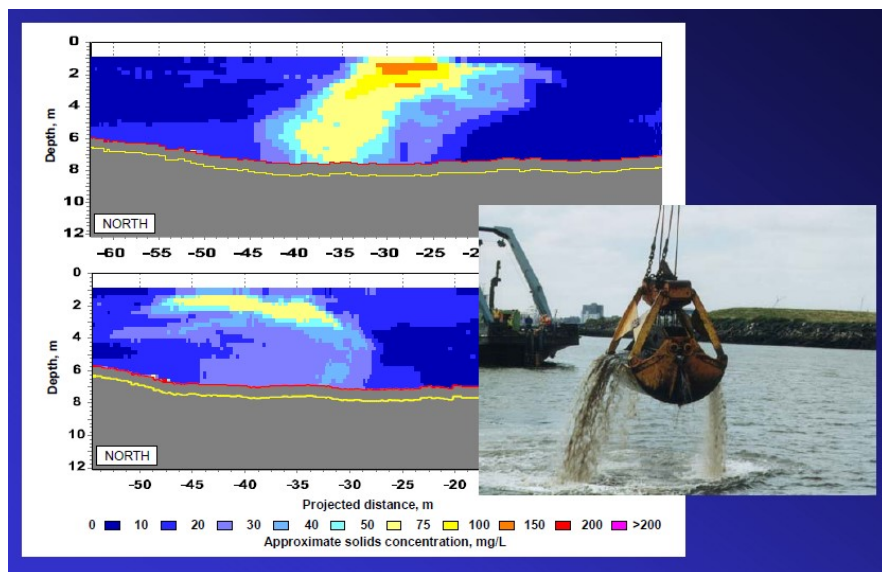 0
2
4
6
8
10
12
Depth, m
NORTH
-60 -55 -50 -45 -40 -35 -30 -25 -2
0
2
4
6
8
10
12
Depth, m
NORTH
-50 -45 -40 -35 -30 -25 -20
Projected distance, m
0 10 20 30 40 50 75 100 150 200 >200
Approximate solids concentration, mg/L